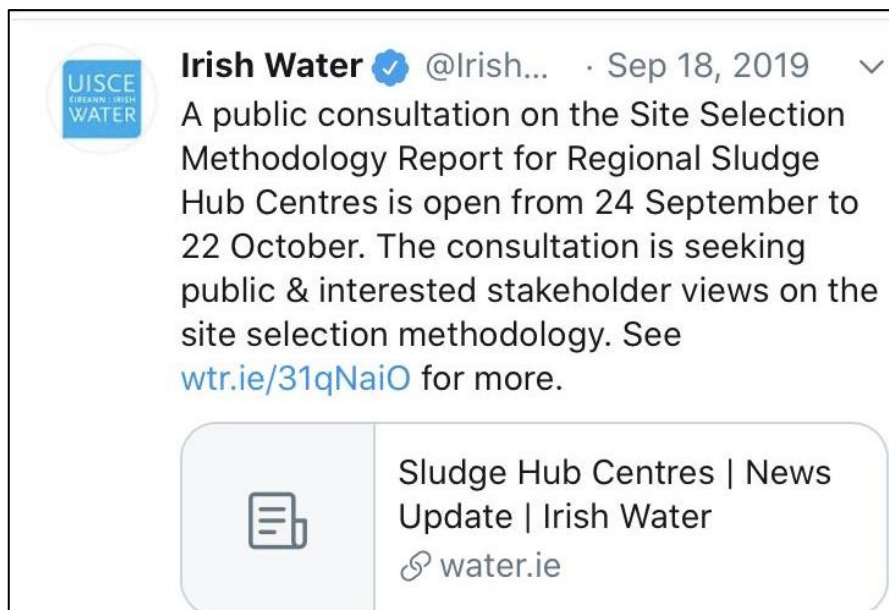 UISCE
ÉIREANN : IRISH
WATER
Irish Water @Irish... · Sep 18, 2019
A public consultation on the Site Selection
Methodology Report for Regional Sludge
Hub Centres is open from 24 September to
22 October. The consultation is seeking
public & interested stakeholder views on the
site selection methodology. See
wtr.ie/31qNaiO for more.
Sludge Hub Centres | News
Update | Irish Water
water.ie